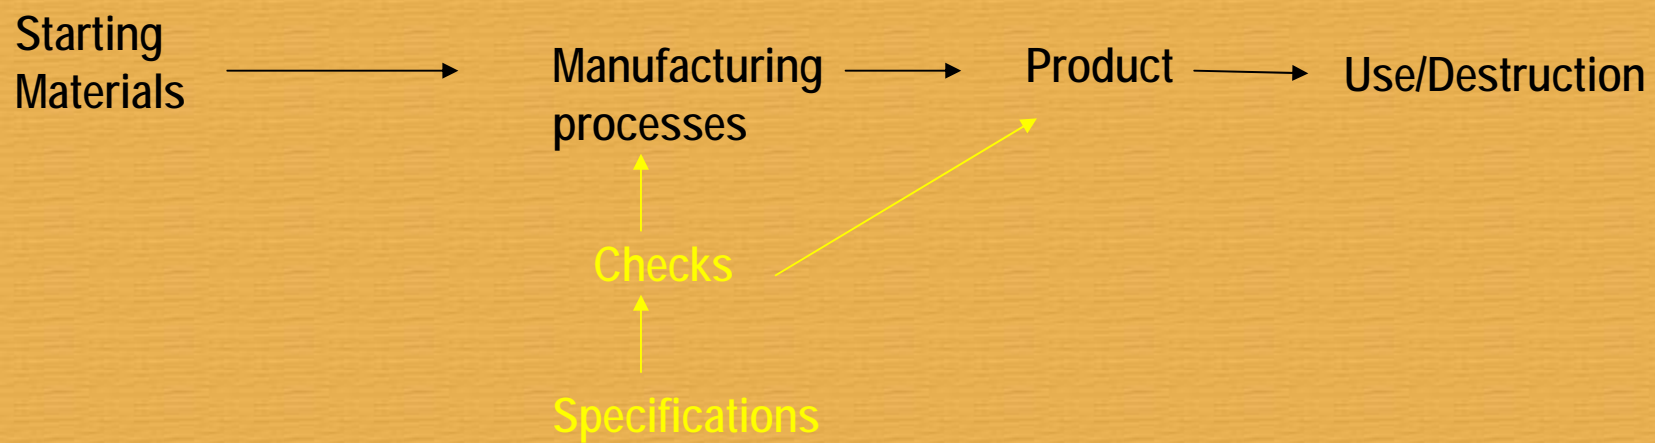 Starting
Materials
Manufacturing
processes
Product
Use/Destruction
Checks
Specifications